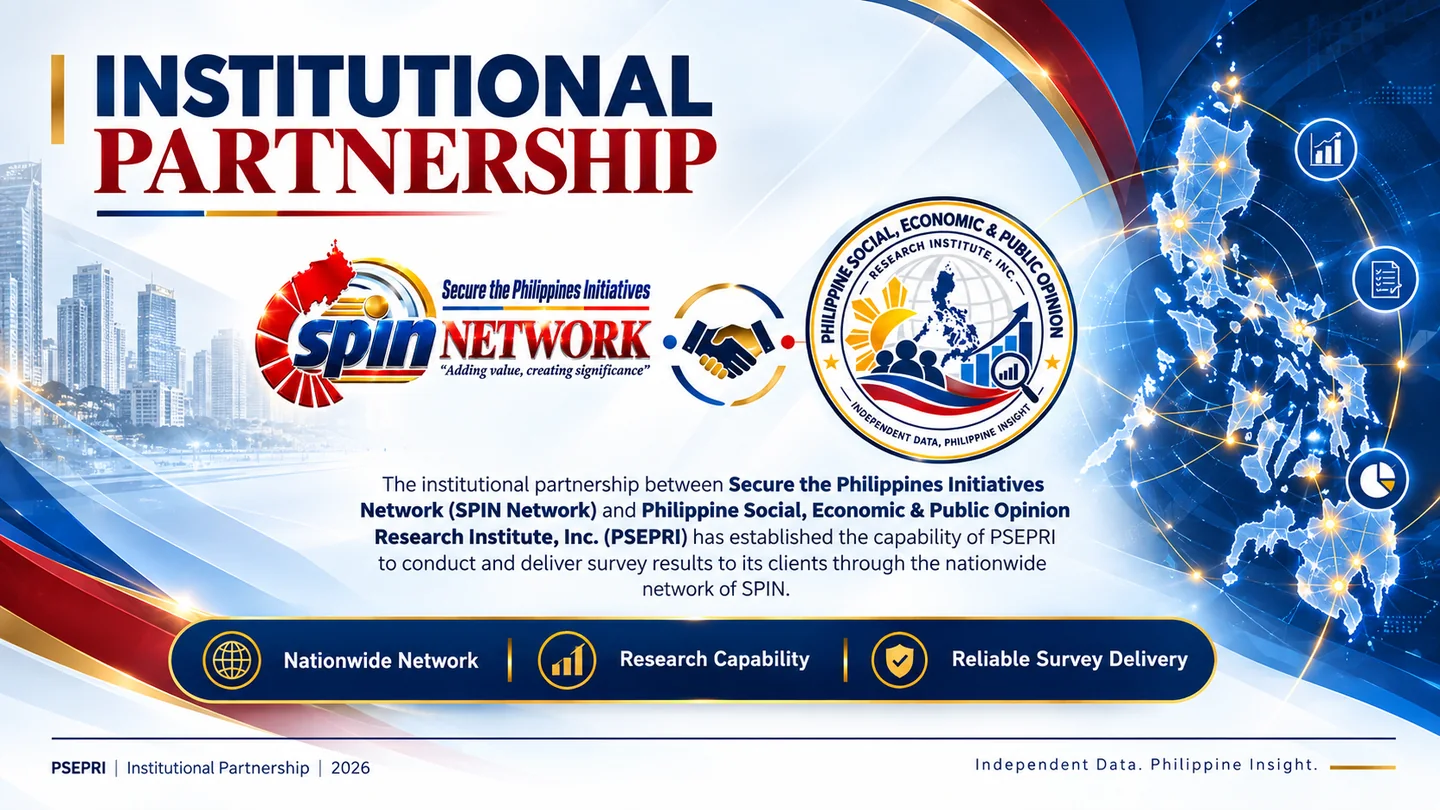 INSTITUTIONAL
PARTNERSHIP
spin
Secure the Philippines Initiatives
NETWORK
"Adding value, creating significance"
PHILIPPINE SOCIAL, ECONOMIC & PUBLIC OPINION
RESEARCH INSTITUTE, INC.
INDEPENDENT DATA, PHILIPPINE INSIGHT
The institutional partnership between Secure the Philippines Initiatives
Network (SPIN Network) and Philippine Social, Economic & Public Opinion
Research Institute, Inc. (PSEPRI) has established the capability of PSEPRI
to conduct and deliver survey results to its clients through the nationwide
network of SPIN.
Nationwide Network
Research Capability
Reliable Survey Delivery
PSEPRI | Institutional Partnership | 2026
Independent Data. Philippine Insight.